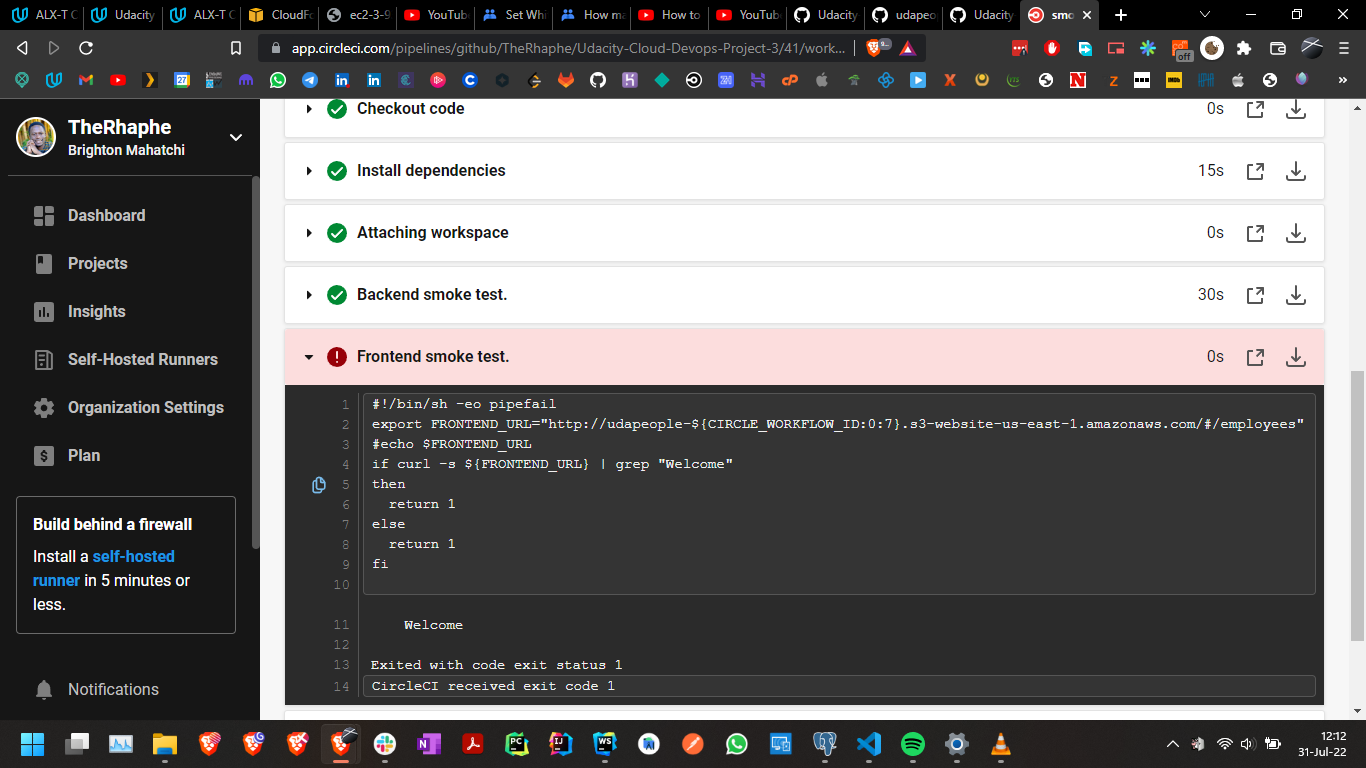 ALX-T C
Udacity
ALX-T C
CloudFo
ec2-3-9
YouTube
Set Whi
How ma
How to
YouTube
Udacity
udapeo
Udacity
smo
app.circleci.com/pipelines/github/TheRhaphe/Udacity-Cloud-Devops-Project-3/41/work...
off
TheRhaphe
Brighton Mahatchi
Dashboard
Projects
Insights
Self-Hosted Runners
Organization Settings
Plan
Build behind a firewall
Install a self-hosted
runner in 5 minutes or
less.
Notifications
Checkout code 0s
Install dependencies 15s
Attaching workspace 0s
Backend smoke test. 30s
Frontend smoke test. 0s
1 #!/bin/sh -eo pipefail
2 export FRONTEND_URL="http://udapeople-${CIRCLE_WORKFLOW_ID:0:7}.s3-website-us-east-1.amazonaws.com/#/employees"
3 #echo $FRONTEND_URL
4 if curl -s ${FRONTEND_URL} | grep "Welcome"
5 then
6 return 1
7 else
8 return 1
9 fi
10
11 Welcome
12
13 Exited with code exit status 1
14 CircleCI received exit code 1
12:12
31-Jul-22